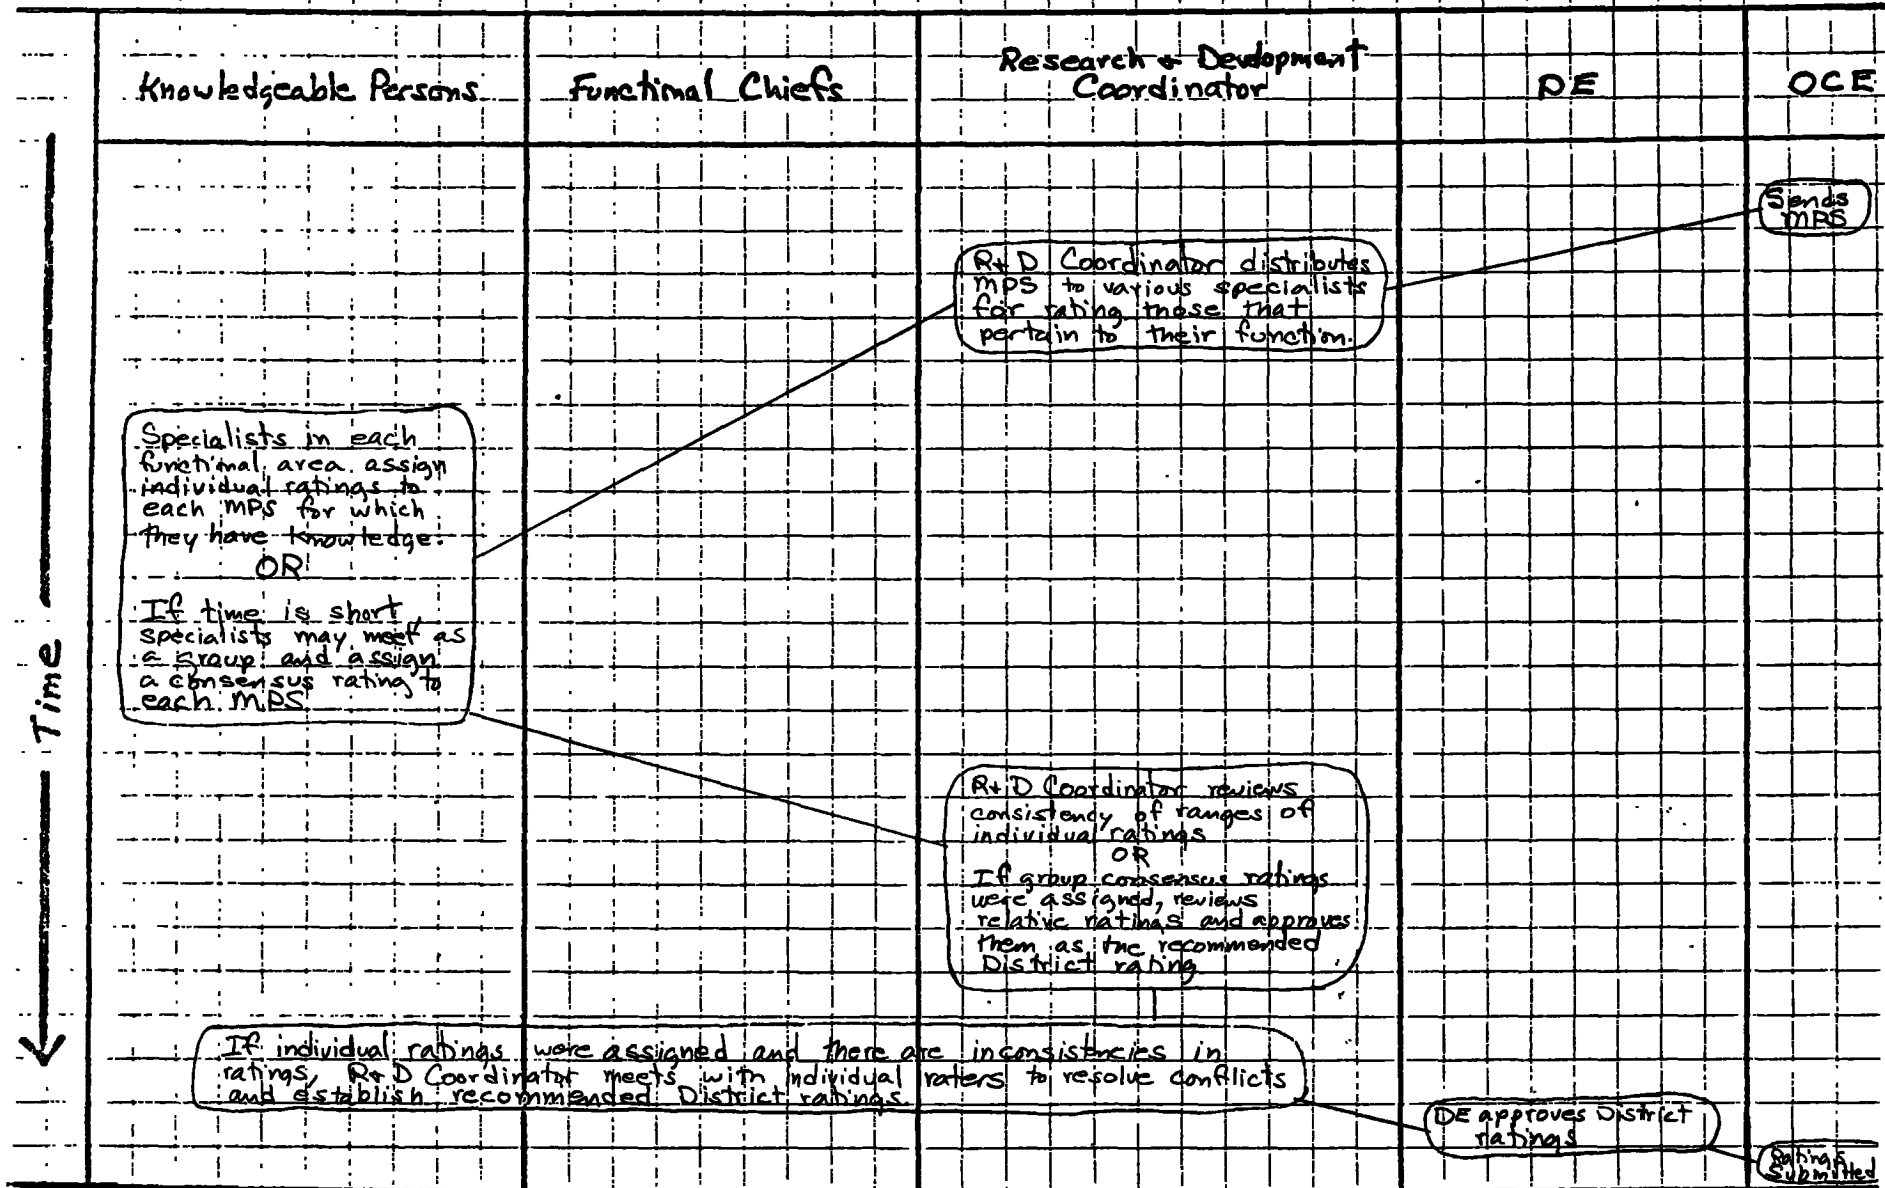 Knowledgeable Persons
Functional Chiefs
Research & Development
Coordinator
DE
OCE
Time
Sends
MPS
R&D Coordinator distributes
MPS to various specialists
for rating those that
pertain to their function.
Specialists in each
functional area assign
individual ratings to
each MPS for which
they have knowledge.
OR
If time is short,
specialists may meet as
a group and assign
a consensus rating to
each MPS
R&D Coordinator reviews
consistency of ranges of
individual ratings
OR
If group consensus ratings
were assigned, reviews
relative ratings and approves
them as the recommended
District rating
If individual ratings were assigned and there are inconsistencies in
ratings, R&D Coordinator meets with individual raters to resolve conflicts
and establish recommended District ratings.
DE approves District
ratings
Ratings
Submitted